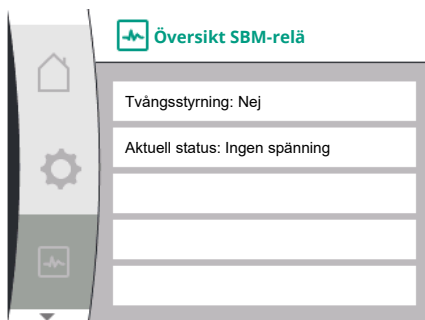 Översikt SBM-relä
Tvångsstyrning: Nej
Aktuell status: Ingen spänning